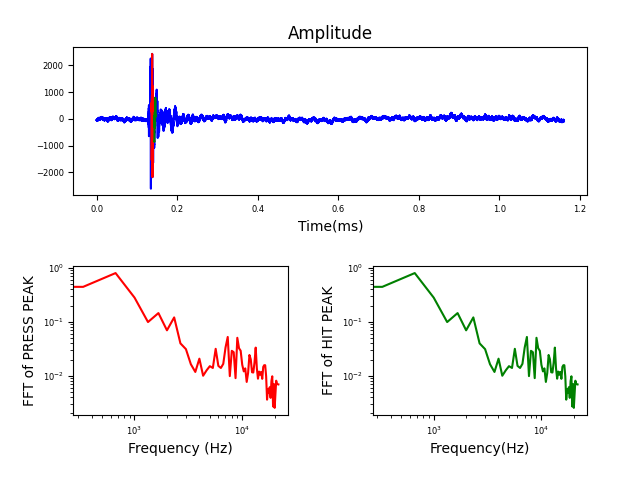 Amplitude
2000
1000
0
−1000
−2000
0.0 0.2 0.4 0.6 0.8 1.0 1.2
Time(ms)
FFT of PRESS PEAK
10⁰
10⁻¹
10⁻²
10³ 10⁴
Frequency (Hz)
FFT of HIT PEAK
10⁰
10⁻¹
10⁻²
10³ 10⁴
Frequency(Hz)